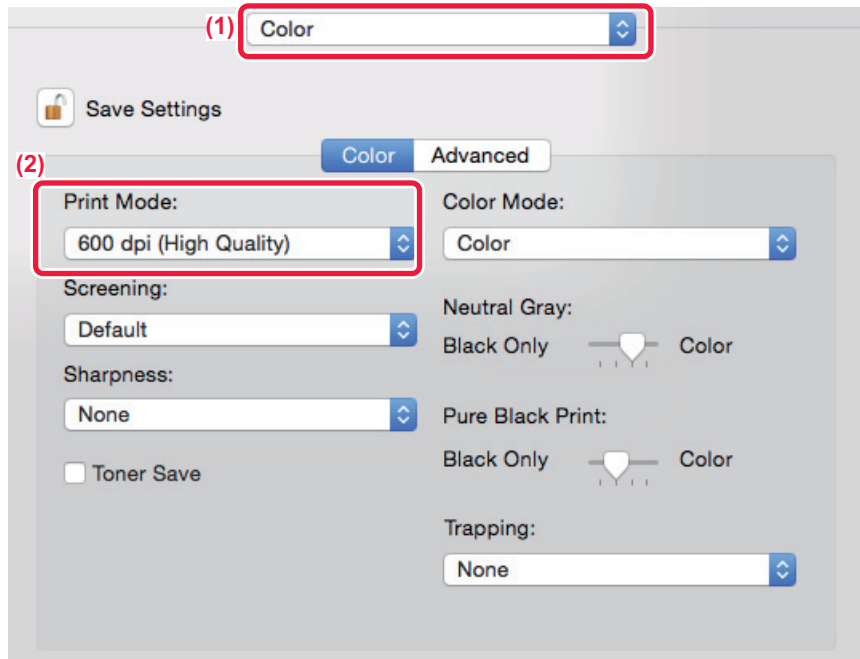 (1)
Color
Save Settings
Color Advanced
(2)
Print Mode:
600 dpi (High Quality)
Screening:
Default
Sharpness:
None
Toner Save
Color Mode:
Color
Neutral Gray:
Black Only Color
Pure Black Print:
Black Only Color
Trapping:
None